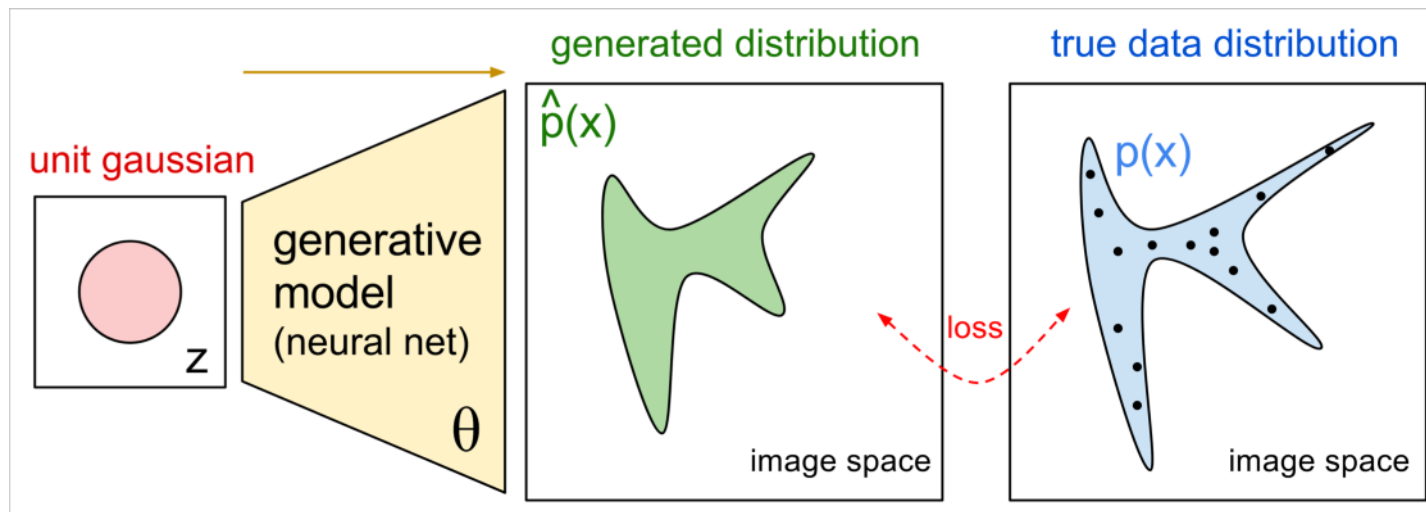 generated distribution
true data distribution
unit gaussian
z
generative
model
(neural net)
θ
p̂(x)
image space
loss
p(x)
image space